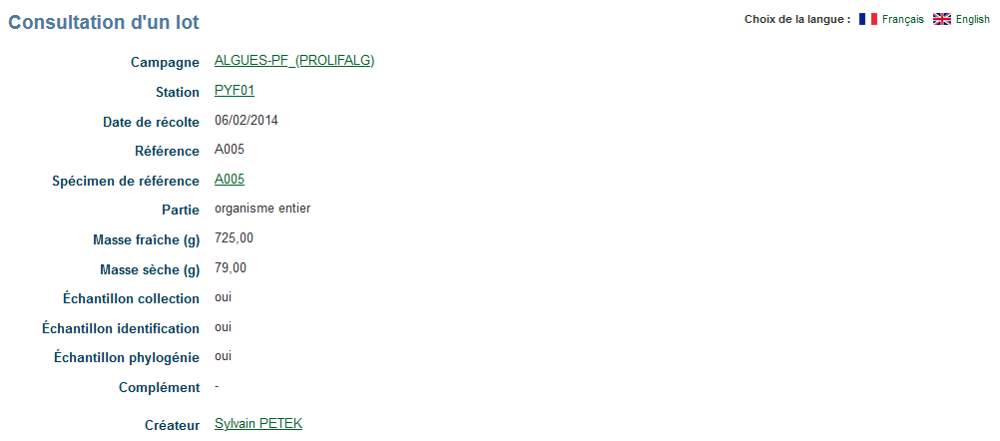 Consultation d'un lot
Choix de la langue : Français English
Campagne ALGUES-PF_(PROLIFALG)
Station PYF01
Date de récolte 06/02/2014
Référence A005
Spécimen de référence A005
Partie organisme entier
Masse fraîche (g) 725,00
Masse sèche (g) 79,00
Échantillon collection oui
Échantillon identification oui
Échantillon phylogénie oui
Complément -
Créateur Sylvain PETEK